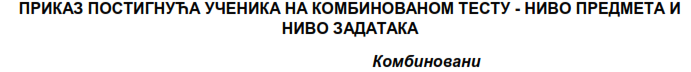 ПРИКАЗ ПОСТИГНУЋА УЧЕНИКА НА КОМБИНОВАНОМ ТЕСТУ - НИВО ПРЕДМЕТА И
НИВО ЗАДАТАКА
Комбиновани